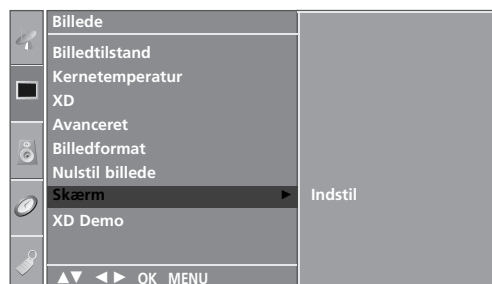 Billede
Billedtilstand
Kernetemperatur
XD
Avanceret
Billedformat
Nulstil billede
Skærm ► Indstil
XD Demo
▲▼ ◄► OK MENU